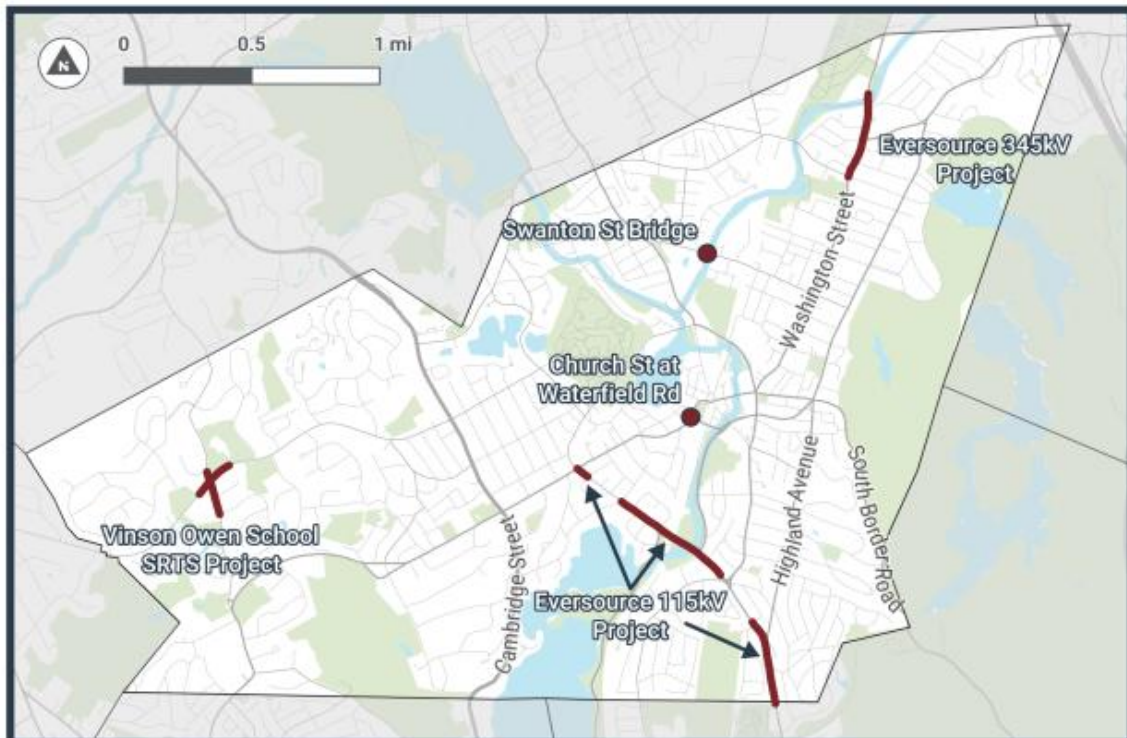 0 0.5 1 mi
N
Eversource 345kV
Project
Swanton St Bridge
Washington Street
Church St at
Waterfield Rd
Highland Avenue
South Border Road
Vinson Owen School
SRTS Project
Cambridge Street
Eversource 115kV
Project